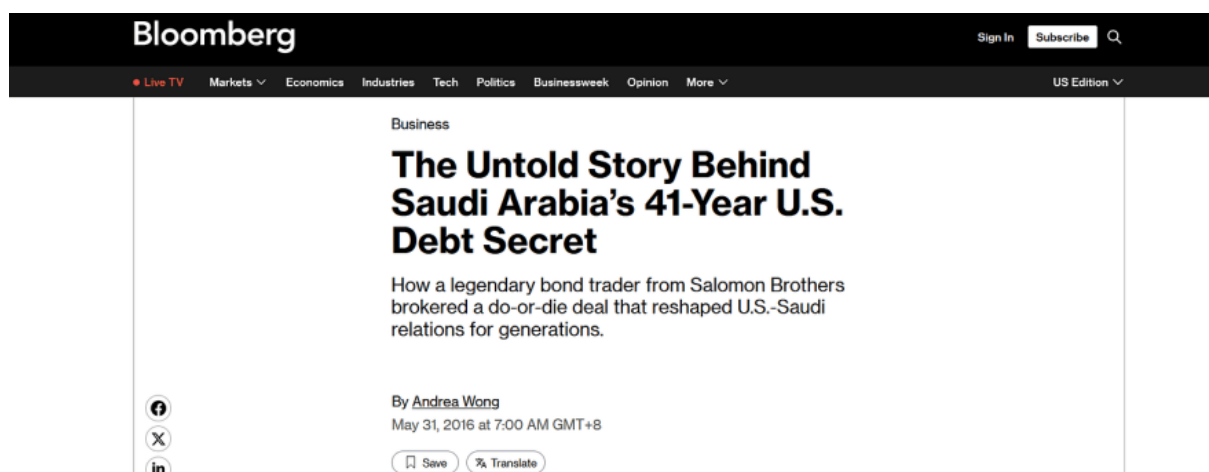 Bloomberg
Sign In Subscribe
Live TV Markets Economics Industries Tech Politics Businessweek Opinion More US Edition
Business
The Untold Story Behind
Saudi Arabia's 41-Year U.S.
Debt Secret
How a legendary bond trader from Salomon Brothers
brokered a do-or-die deal that reshaped U.S.-Saudi
relations for generations.
By Andrea Wong
May 31, 2016 at 7:00 AM GMT+8
Save Translate